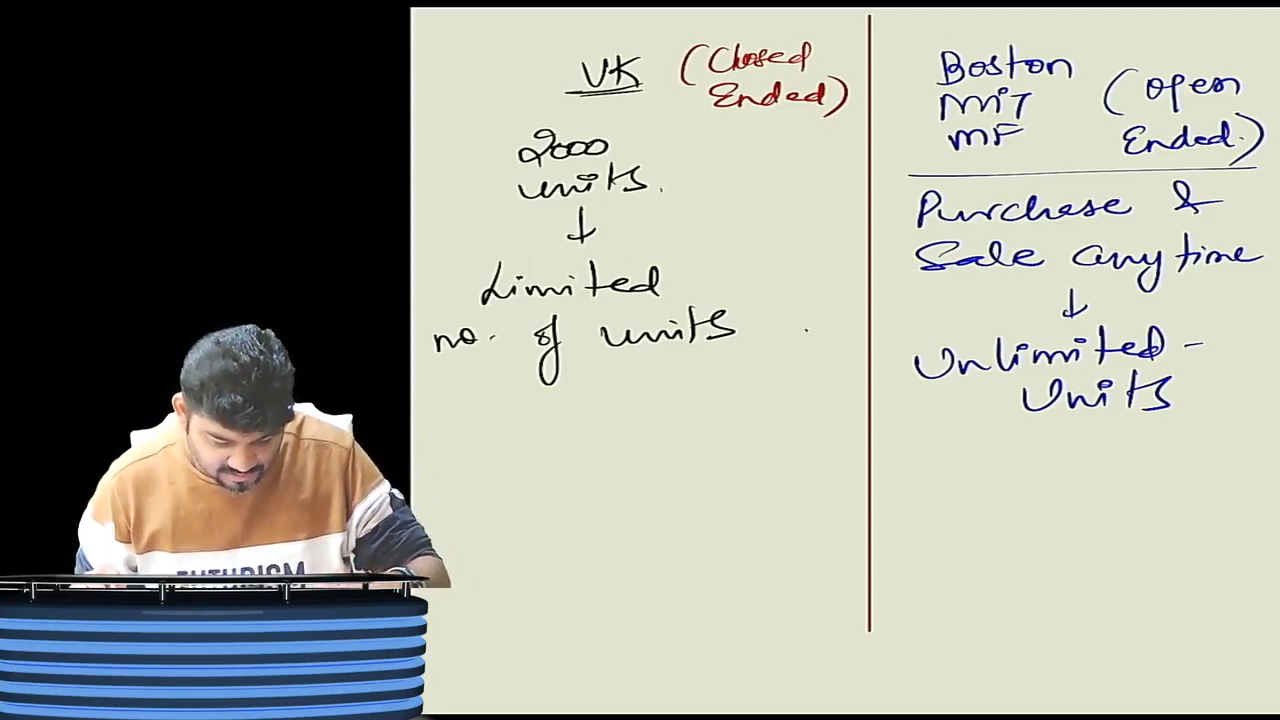 VK (Closed
Ended)
2000
units.
↓
Limited
no. of units
Boston
MIT
MF
(open
Ended.)
Purchase &
Sale anytime
↓
Unlimited -
Units
FUTURISM